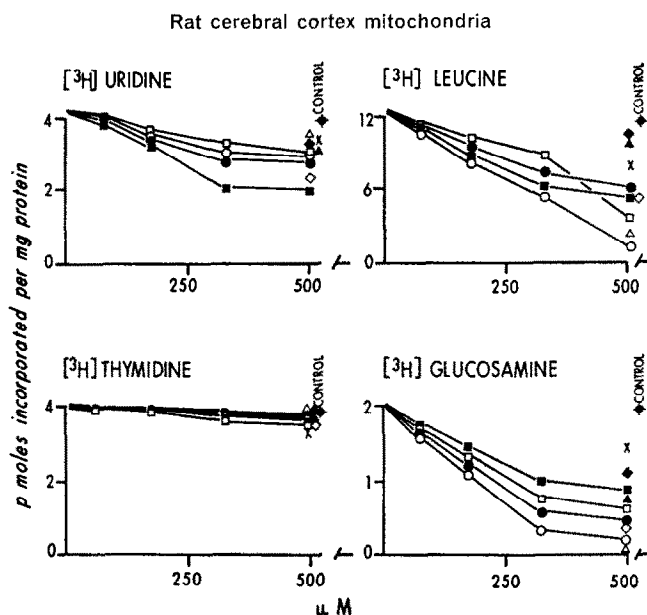 Rat cerebral cortex mitochondria
[³H] URIDINE
[³H] LEUCINE
CONTROL
CONTROL
4
2
0
250
500
12
6
0
250
500
[³H] THYMIDINE
[³H] GLUCOSAMINE
CONTROL
CONTROL
4
2
0
250
500
2
1
0
250
500
p moles incorporated per mg protein
μ M